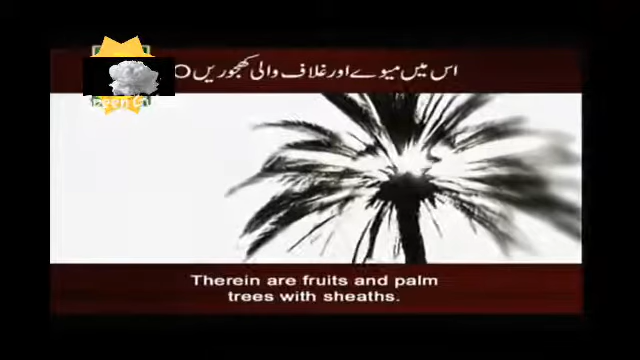 اس میں میوے اور غلاف والی کھجوریں O
Therein are fruits and palm
trees with sheaths.